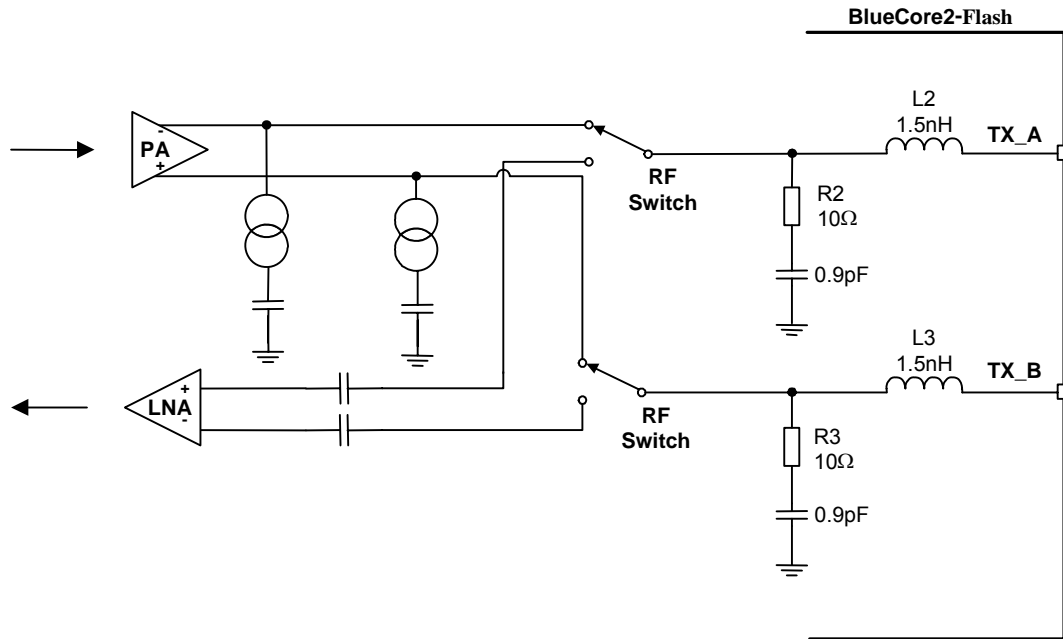 BlueCore2-Flash
L2
1.5nH
TX_A
-
PA
+
RF
Switch
R2
10Ω
0.9pF
L3
1.5nH
TX_B
+
LNA
-
RF
Switch
R3
10Ω
0.9pF